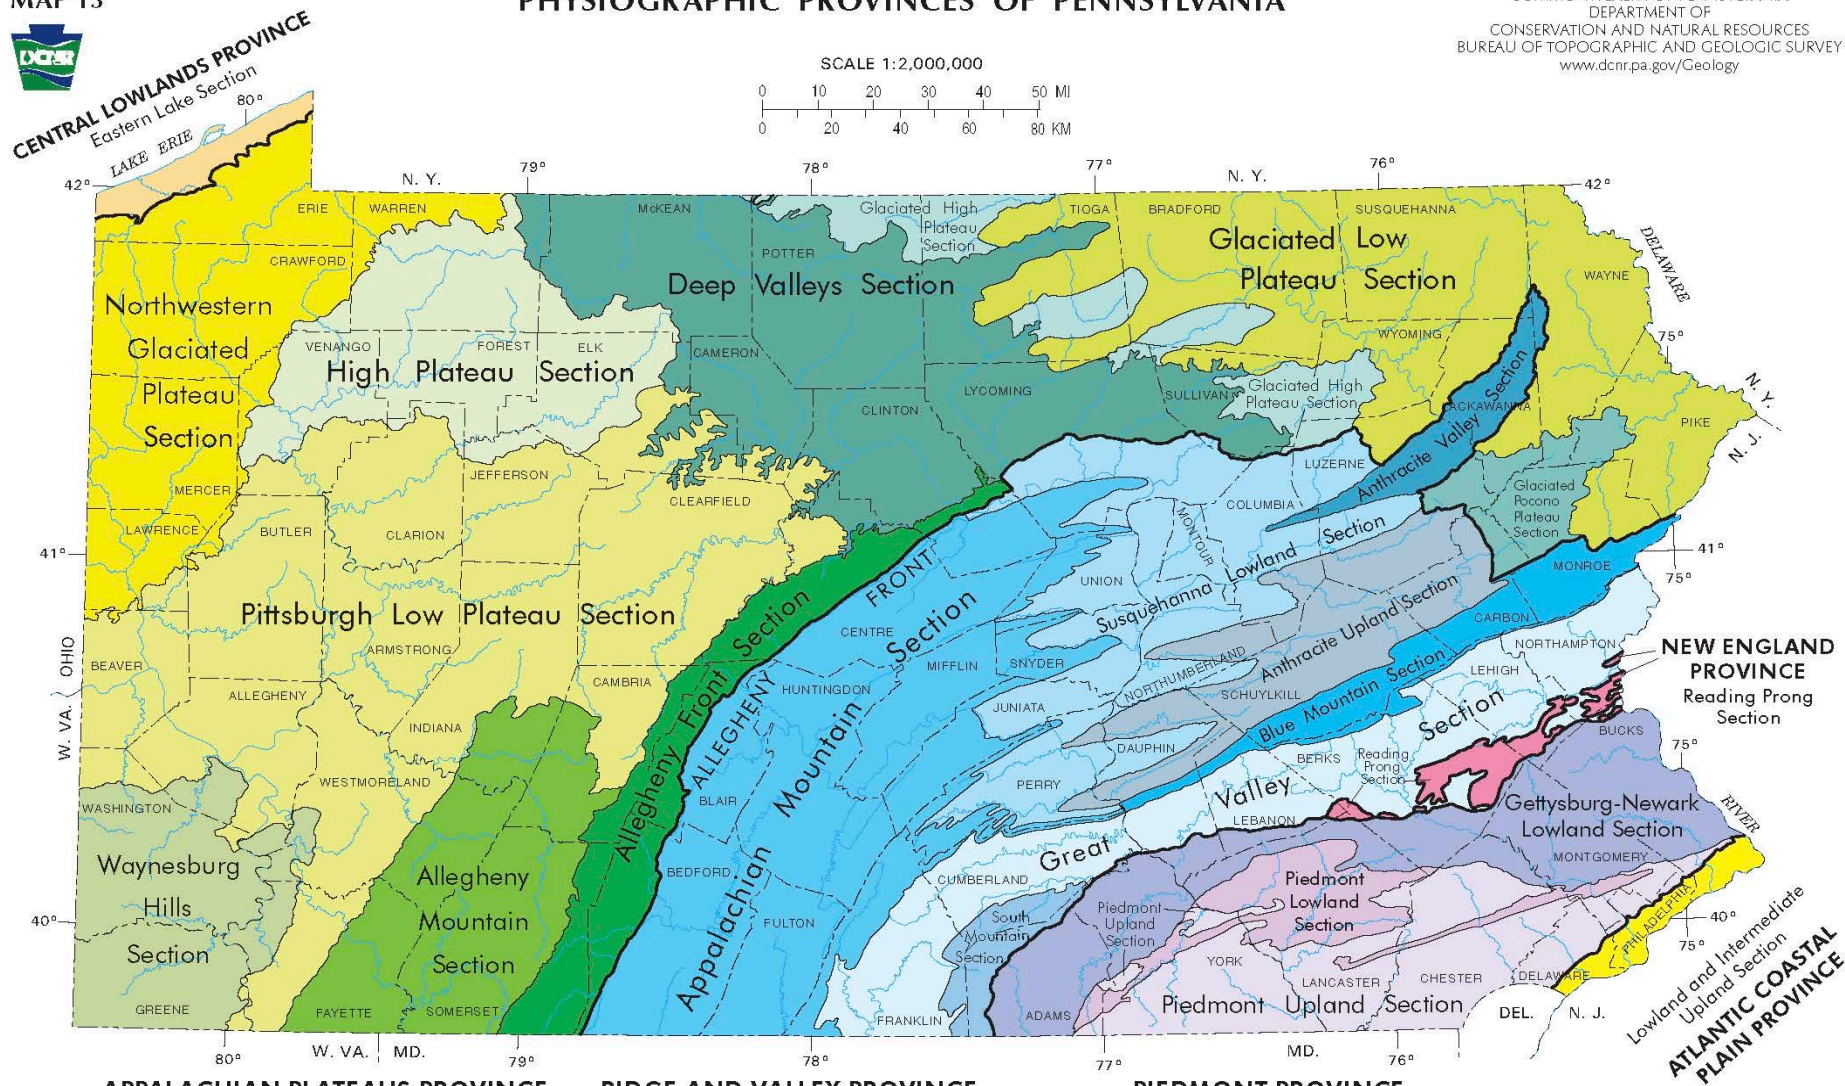 MAP 13
PHYSIOGRAPHIC PROVINCES OF PENNSYLVANIA
DEPARTMENT OF
CONSERVATION AND NATURAL RESOURCES
BUREAU OF TOPOGRAPHIC AND GEOLOGIC SURVEY
www.dcnr.pa.gov/Geology
DCNR
SCALE 1:2,000,000
0 10 20 30 40 50 MI
0 20 40 60 80 KM
CENTRAL LOWLANDS PROVINCE
Eastern Lake Section
LAKE ERIE
80°
79°
78°
77°
76°
42°
N. Y.
N. Y.
42°
ERIE
WARREN
McKEAN
Glaciated High
Plateau
Section
TIOGA
BRADFORD
SUSQUEHANNA
Glaciated Low
Plateau Section
DELAWARE
CRAWFORD
POTTER
Deep Valleys Section
WAYNE
Northwestern
Glaciated
Plateau
Section
VENANGO
FOREST
ELK
High Plateau Section
CAMERON
WYOMING
75°
LYCOMING
SULLIVAN
Glaciated High
Plateau Section
CLINTON
Anthracite Valley Section
N. Y.
N. J.
PIKE
MERCER
JEFFERSON
CLEARFIELD
LUZERNE
COLUMBIA
Glaciated
Pocono
Plateau
Section
LAWRENCE
BUTLER
CLARION
MONTOUR
41°
41°
75°
MONROE
UNION
Susquehanna Lowland Section
Pittsburgh Low Plateau Section
Allegheny Front Section
ALLEGHENY FRONT
CENTRE
Appalachian Mountain Section
MIFFLIN
SNYDER
NORTHUMBERLAND
Anthracite Upland Section
CARBON
NORTHAMPTON
NEW ENGLAND
PROVINCE
Reading Prong
Section
OHIO
W. VA.
BEAVER
ARMSTRONG
ALLEGHENY
CAMBRIA
HUNTINGDON
SCHUYLKILL
LEHIGH
INDIANA
JUNIATA
Blue Mountain Section
BUCKS
75°
DAUPHIN
BERKS
Reading
Prong
Section
WESTMORELAND
PERRY
WASHINGTON
BLAIR
Great Valley Section
LEBANON
Gettysburg-Newark
Lowland Section
RIVER
MONTGOMERY
Waynesburg
Hills
Section
Allegheny
Mountain
Section
BEDFORD
CUMBERLAND
Piedmont
Lowland
Section
PHILADELPHIA
40°
40°
75°
FULTON
South
Mountain
Section
Piedmont
Upland
Section
YORK
LANCASTER
CHESTER
DELAWARE
GREENE
FAYETTE
SOMERSET
FRANKLIN
ADAMS
Piedmont Upland Section
DEL.
N. J.
Lowland and Intermediate
Upland Section
ATLANTIC COASTAL
PLAIN PROVINCE
80°
W. VA.
MD.
79°
78°
77°
MD.
76°
APPALACHIAN PLATEAUS PROVINCE
RIDGE AND VALLEY PROVINCE
PIEDMONT PROVINCE